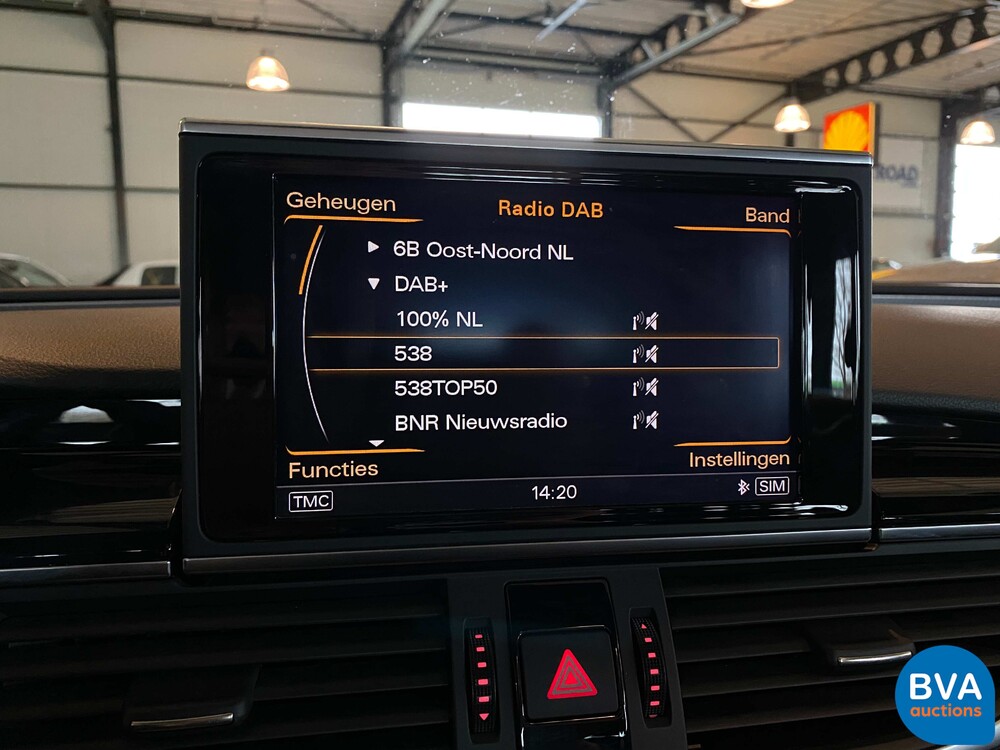 Geheugen
Radio DAB
Band
6B Oost-Noord NL
DAB+
100% NL
538
538TOP50
BNR Nieuwsradio
Functies
Instellingen
TMC
14:20
SIM
ROAD
BVA
auctions